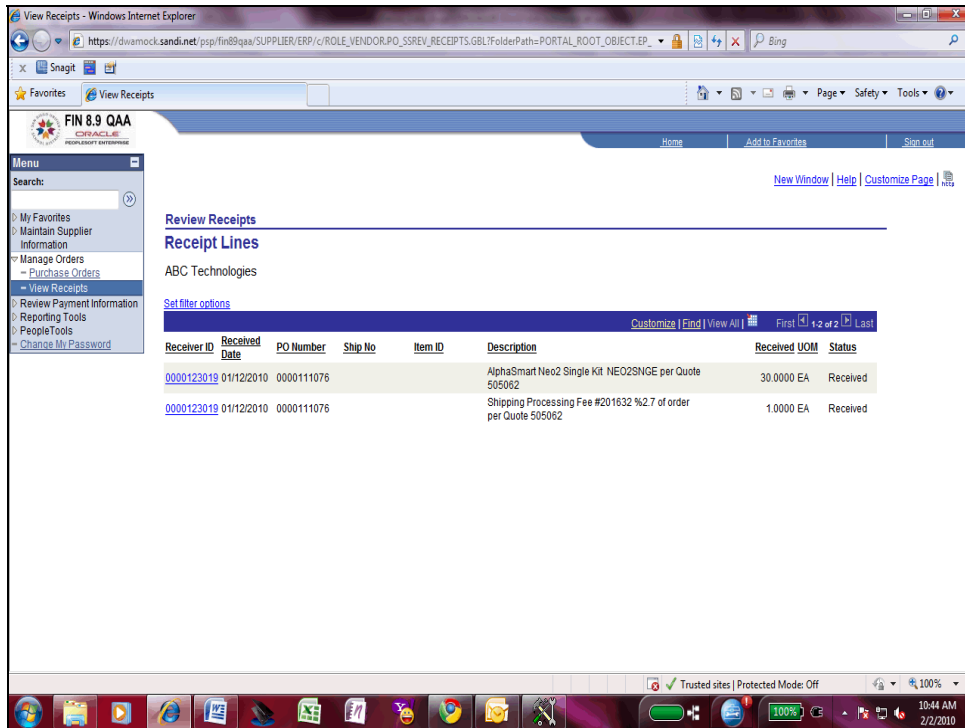 View Receipts - Windows Internet Explorer
https://dwarnock.sandi.net/psp/fin89qaa/SUPPLIER/ERP/c/ROLE_VENDOR.PO_SSREV_RECEIPTS.GBL?FolderPath=PORTAL_ROOT_OBJECT.EP_
Bing
x Snagit
Favorites View Receipts
Page Safety Tools
FIN 8.9 QAA
ORACLE
PEOPLESOFT ENTERPRISE
Home Add to Favorites Sign out
Menu
Search:
My Favorites
Maintain Supplier
Information
Manage Orders
- Purchase Orders
- View Receipts
Review Payment Information
Reporting Tools
PeopleTools
- Change My Password
New Window | Help | Customize Page | http
Review Receipts
Receipt Lines
ABC Technologies
Set filter options
Customize | Find | View All | First 1-2 of 2 Last
Receiver ID Received Date PO Number Ship No Item ID Description Received UOM Status
0000123019 01/12/2010 0000111076 AlphaSmart Neo2 Single Kit NEO2SNGE per Quote 505062 30.0000 EA Received
0000123019 01/12/2010 0000111076 Shipping Processing Fee #201632 %2.7 of order per Quote 505062 1.0000 EA Received
Trusted sites | Protected Mode: Off 100%
100%
10:44 AM
2/2/2010